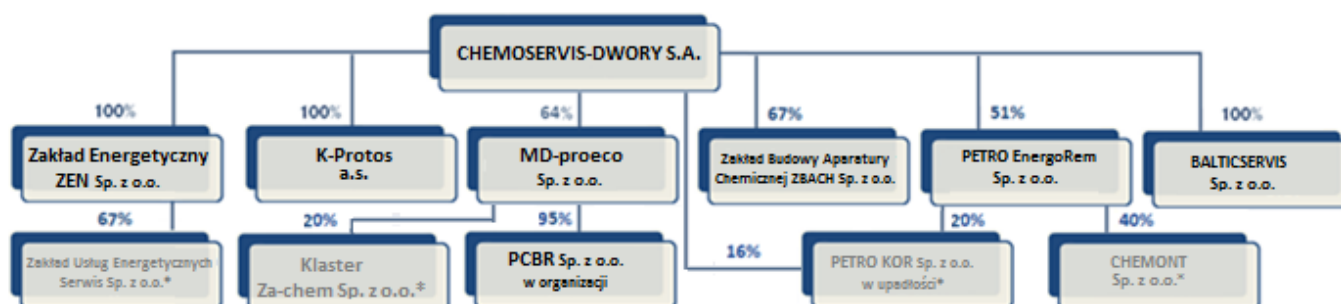 CHEMOSERVIS-DWORY S.A.
100%
100%
64%
67%
51%
100%
Zakład Energetyczny
ZEN Sp. z o.o.
K-Protos
a.s.
MD-proeco
Sp. z o.o.
Zakład Budowy Aparatury
Chemicznej ZBACH Sp. z o.o.
PETRO EnergoRem
Sp. z o.o.
BALTICSERVIS
Sp. z o.o.
67%
20%
95%
16%
20%
40%
Zakład Usług Energetycznych
Serwis Sp. z o.o.*
Klaster
Za-chem Sp. z o.o.*
PCBR Sp. z o.o.
w organizacji
PETRO KOR Sp. z o.o.
w upadłości*
CHEMONT
Sp. z o.o.*